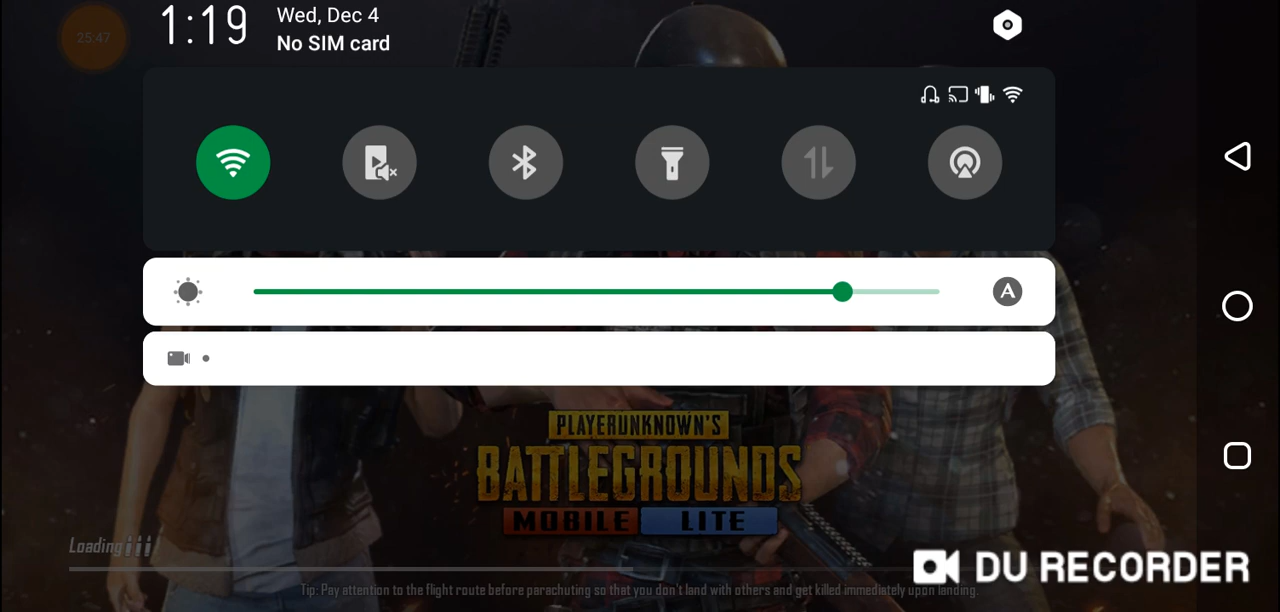 25:47
1:19
Wed, Dec 4
No SIM card
A
PLAYERUNKNOWN'S
BATTLEGROUNDS
MOBILE LITE
Loading
Tip: Pay attention to the flight route before parachuting so that you don't land with others and get killed immediately upon landing.
DU RECORDER